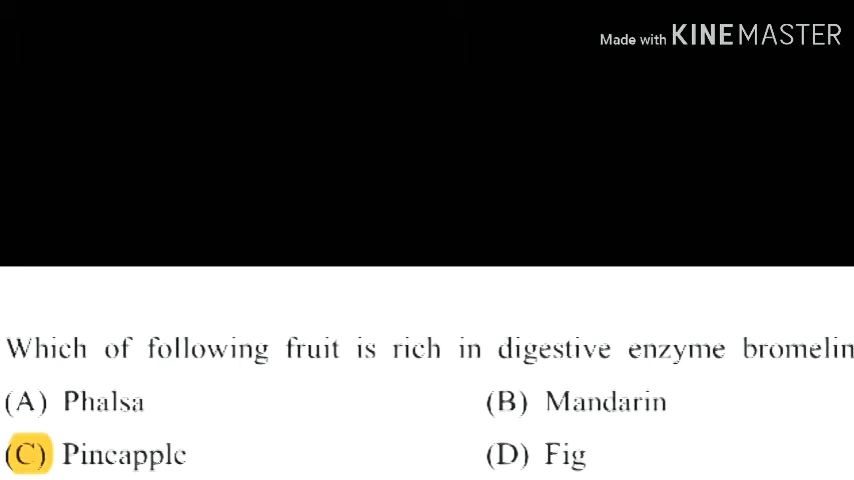 Made with KINEMASTER
Which of following fruit is rich in digestive enzyme bromelin
(A) Phalsa
(B) Mandarin
(C) Pineapple
(D) Fig